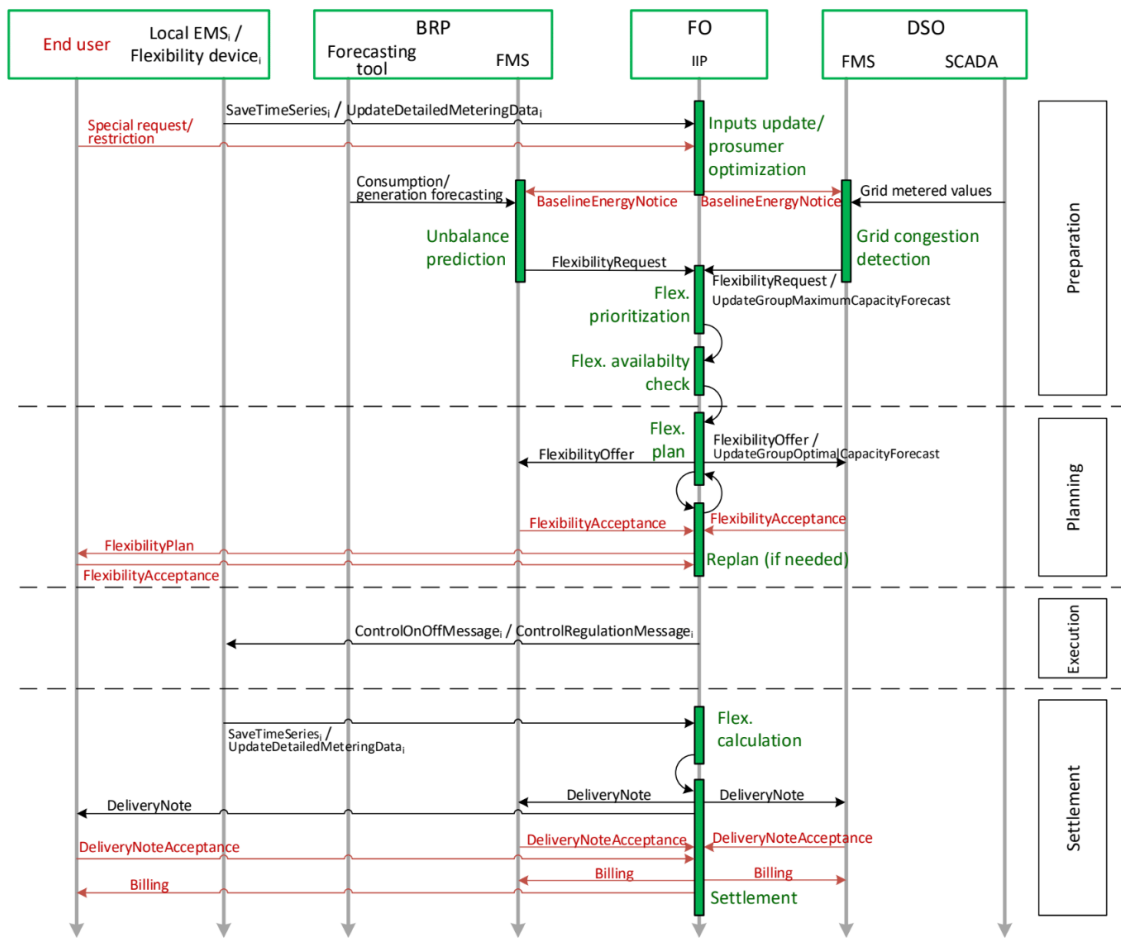 End user
Local EMSᵢ /
Flexibility deviceᵢ
BRP
Forecasting
tool
FMS
FO
IIP
DSO
FMS
SCADA
SaveTimeSeriesᵢ / UpdateDetailedMeteringDataᵢ
Special request/
restriction
Inputs update/
prosumer
optimization
Consumption/
generation forecasting
BaselineEnergyNotice
BaselineEnergyNotice
Grid metered values
Unbalance
prediction
Grid congestion
detection
FlexibilityRequest
FlexibilityRequest /
UpdateGroupMaximumCapacityForecast
Flex.
prioritization
Flex. availabilty
check
Preparation
Flex.
plan
FlexibilityOffer
FlexibilityOffer /
UpdateGroupOptimalCapacityForecast
FlexibilityAcceptance
FlexibilityAcceptance
FlexibilityPlan
Replan (if needed)
FlexibilityAcceptance
Planning
ControlOnOffMessageᵢ / ControlRegulationMessageᵢ
Execution
SaveTimeSeriesᵢ /
UpdateDetailedMeteringDataᵢ
Flex.
calculation
DeliveryNote
DeliveryNote
DeliveryNote
DeliveryNoteAcceptance
DeliveryNoteAcceptance
DeliveryNoteAcceptance
Billing
Billing
Billing
Settlement
Settlement